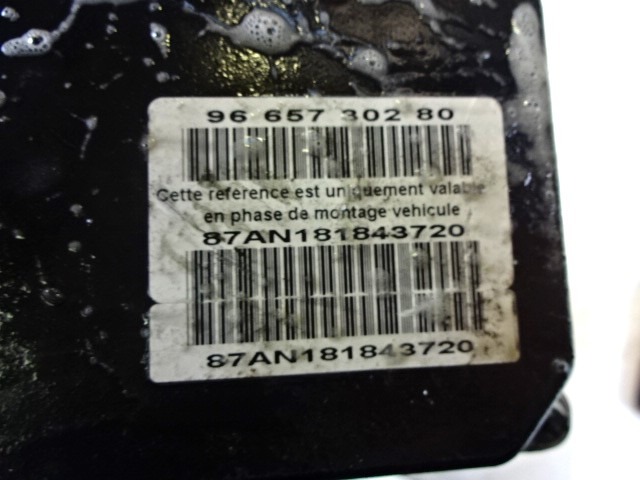 96 657 302 80
Cette reference est uniquement valable
en phase de montage vehicule
87AN181843720
87AN181843720